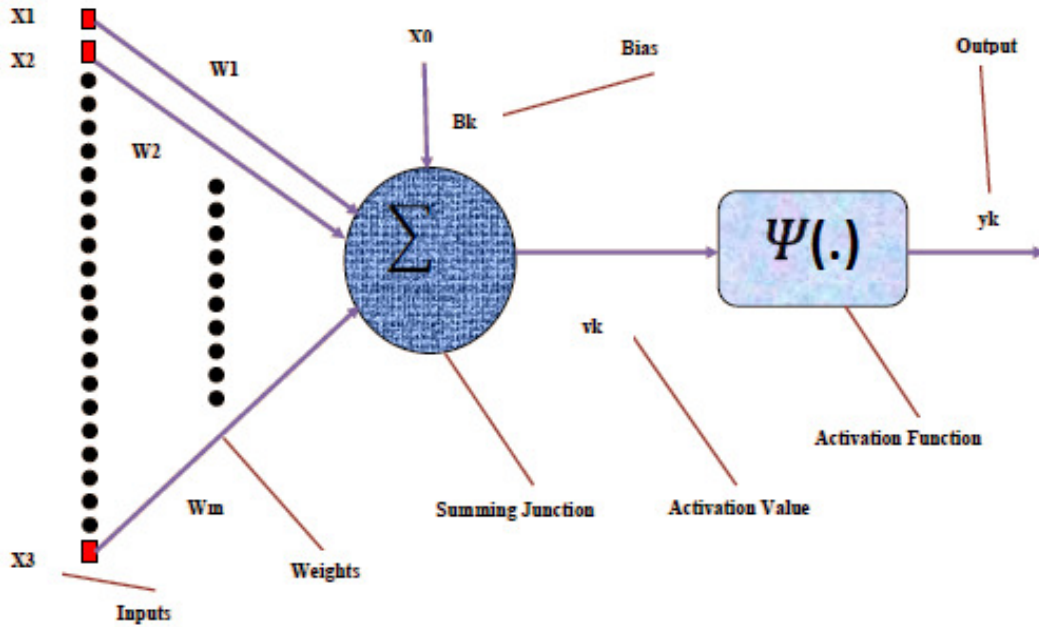 X1
X2
W1
W2
X0
Bias
Output
Bk
Σ
Ψ(.)
yk
vk
Activation Function
Wm
Summing Junction
Activation Value
X3
Weights
Inputs